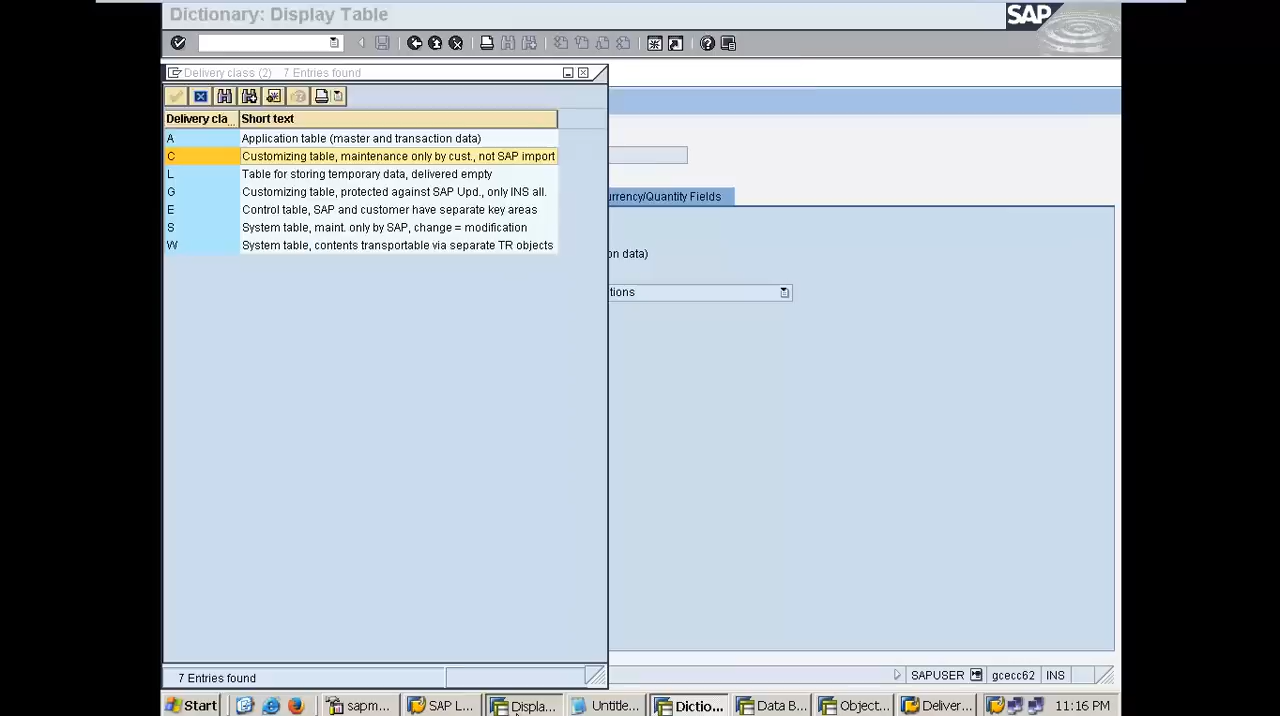 Dictionary: Display Table
SAP
Delivery class (2) 7 Entries found
Delivery cla... Short text
A Application table (master and transaction data)
C Customizing table, maintenance only by cust., not SAP import
L Table for storing temporary data, delivered empty
G Customizing table, protected against SAP Upd., only INS all.
E Control table, SAP and customer have separate key areas
S System table, maint. only by SAP, change = modification
W System table, contents transportable via separate TR objects
urrency/Quantity Fields
on data)
tions
7 Entries found
SAPUSER gcecc62 INS
Start sapm... SAP L... Displa... Untitle... Dictio... Data B... Object... Deliver... 11:16 PM